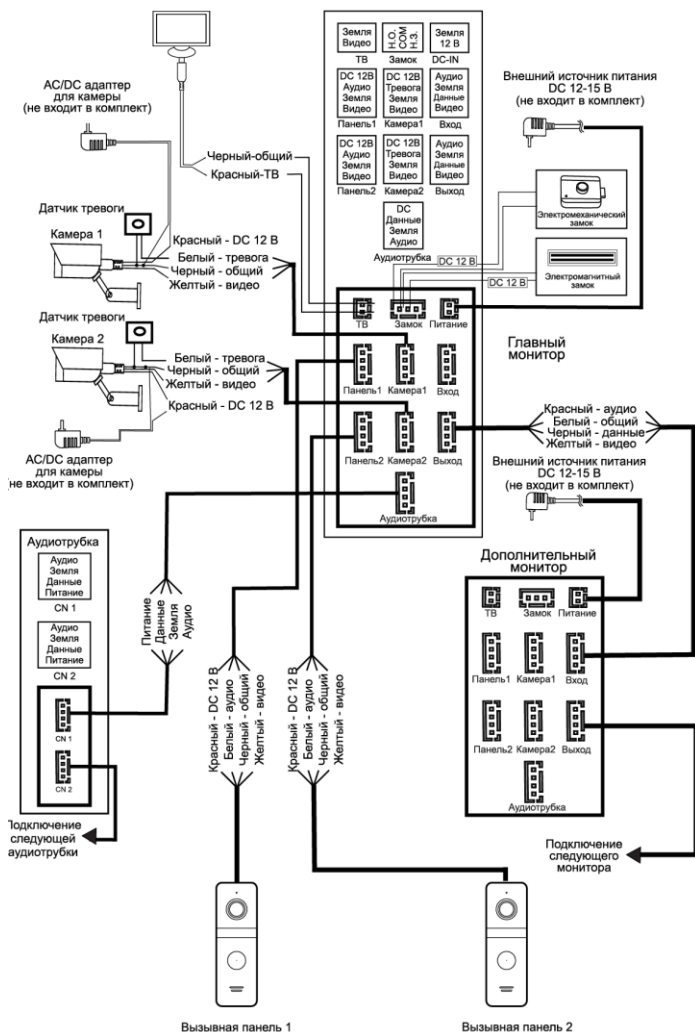 Земля
Видео
ТВ
Н.О.
COM
Н.З.
Замок
Земля
12 В
DC-IN
DC 12В
Аудио
Земля
Видео
Панель1
DC 12В
Тревога
Земля
Видео
Камера1
Аудио
Земля
Данные
Видео
Вход
DC 12В
Аудио
Земля
Видео
Панель2
DC 12В
Тревога
Земля
Видео
Камера2
Аудио
Земля
Данные
Видео
Выход
DC
Данные
Земля
Аудио
Аудиотрубка
AC/DC адаптер
для камеры
(не входит в комплект)
Черный-общий
Красный-ТВ
Внешний источник питания
DC 12-15 В
(не входит в комплект)
Электромеханический
замок
DC 12 В
Электромагнитный
замок
DC 12 В
Датчик тревоги
Камера 1
Красный - DC 12 В
Белый - тревога
Черный - общий
Желтый - видео
Датчик тревоги
Камера 2
Белый - тревога
Черный - общий
Желтый - видео
Красный - DC 12 В
AC/DC адаптер
для камеры
(не входит в комплект)
ТВ
Замок
Питание
Главный
монитор
Панель1
Камера1
Вход
Панель2
Камера2
Выход
Аудиотрубка
Красный - аудио
Белый - общий
Черный - данные
Желтый - видео
Внешний источник питания
DC 12-15 В
(не входит в комплект)
Аудиотрубка
Аудио
Земля
Данные
Питание
CN 1
Аудио
Земля
Данные
Питание
CN 2
CN 1
CN 2
Подключение
следующей
аудиотрубки
Питание
Данные
Земля
Аудио
Красный - DC 12 В
Белый - аудио
Черный - общий
Желтый - видео
Красный - DC 12 В
Белый - аудио
Черный - общий
Желтый - видео
Дополнительный
монитор
ТВ
Замок
Питание
Панель1
Камера1
Вход
Панель2
Камера2
Выход
Аудиотрубка
Подключение
следующего
монитора
Вызывная панель 1
Вызывная панель 2